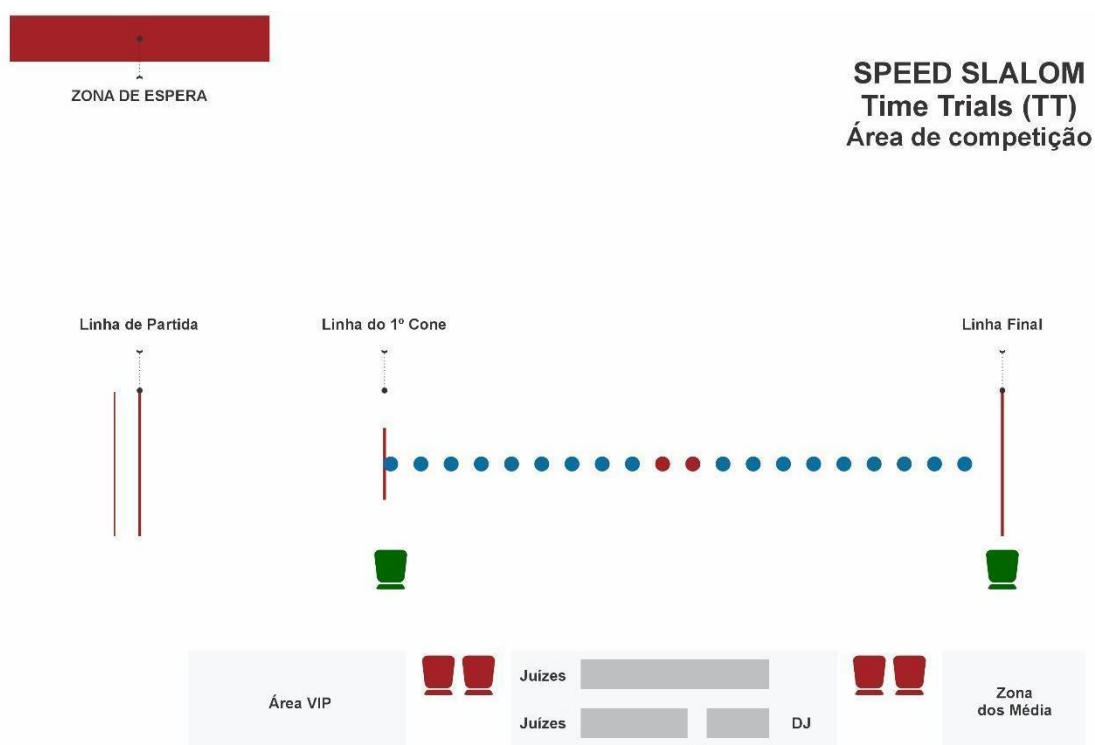 ZONA DE ESPERA
SPEED SLALOM
Time Trials (TT)
Área de competição
Linha de Partida
Linha do 1º Cone
Linha Final
Área VIP
Juízes
Juízes
DJ
Zona
dos Média